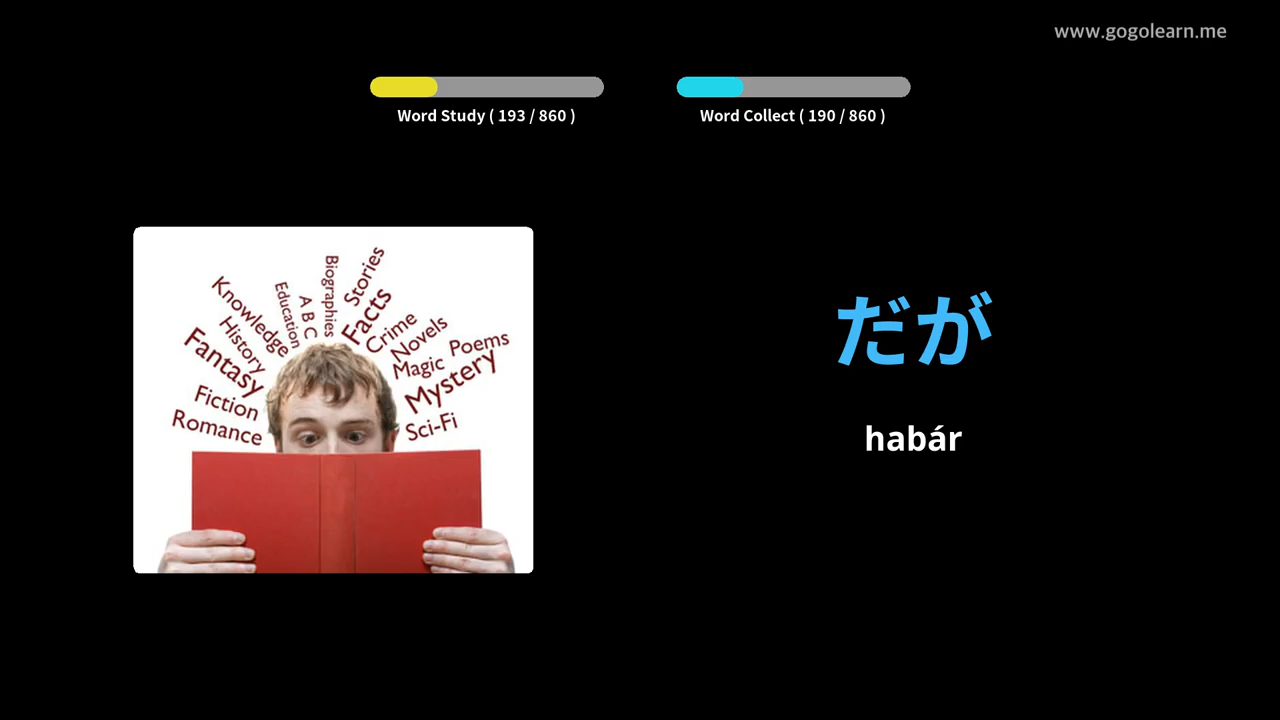 www.gogolearn.me
Word Study ( 193 / 860 )
Word Collect ( 190 / 860 )
Romance
Fiction
Fantasy
History
Knowledge
Education
A B C
Biographies
Stories
Facts
Crime
Novels
Magic
Poems
Mystery
Sci-Fi
だが
habár